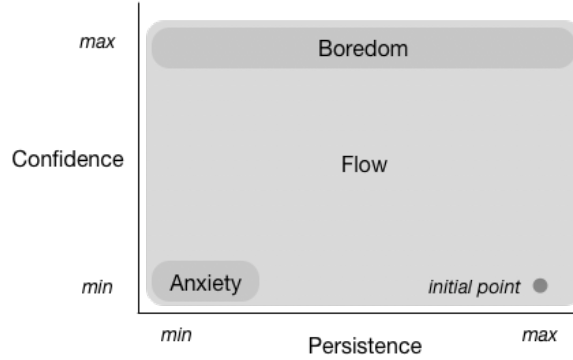 max
Boredom
Confidence
Flow
min
Anxiety
initial point
min
Persistence
max